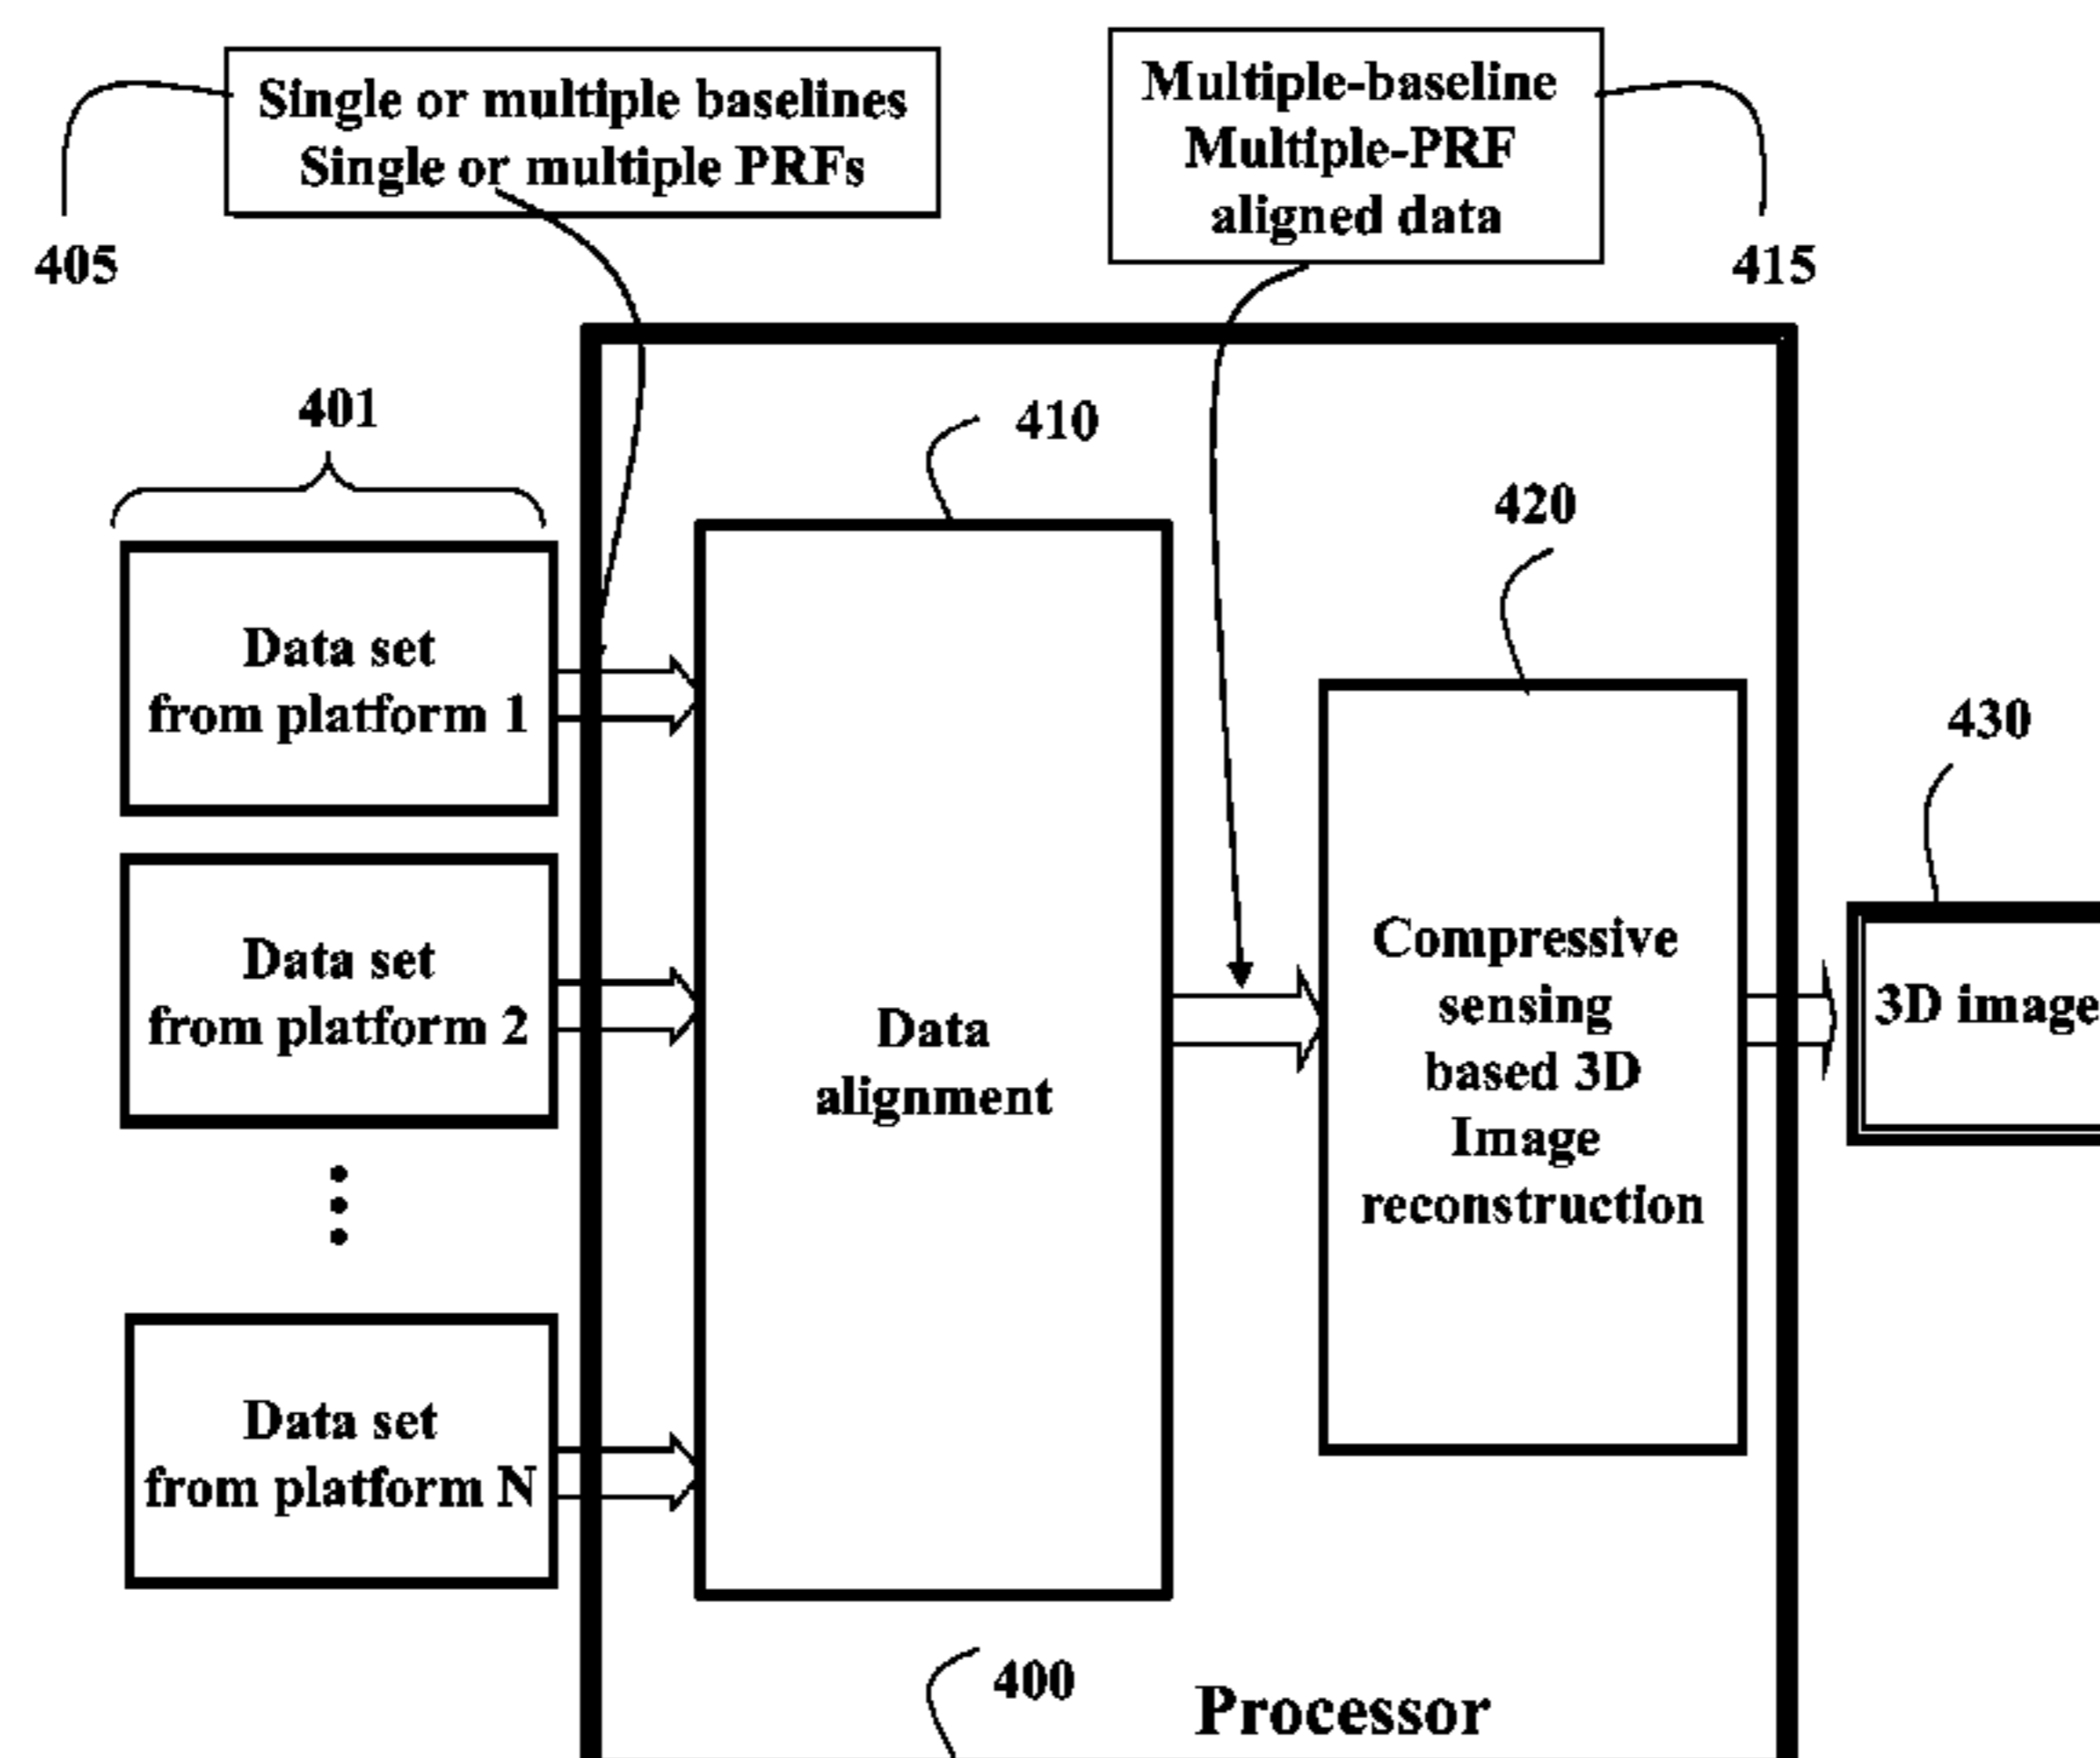 Single or multiple baselines
Single or multiple PRFs
405
Multiple-baseline
Multiple-PRF
aligned data
415
401
410
420
430
Data set
from platform 1
Data set
from platform 2
Data set
from platform N
Data
alignment
Compressive
sensing
based 3D
Image
reconstruction
3D image
400
Processor